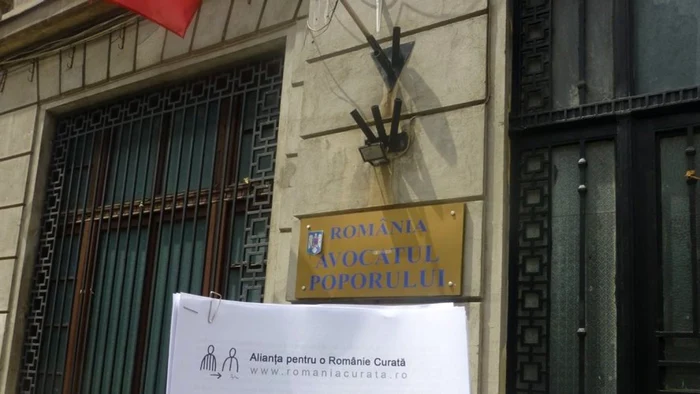 ROMÂNIA
AVOCATUL
POPORULUI
Alianța pentru o Românie Curată
www.romaniacurata.ro